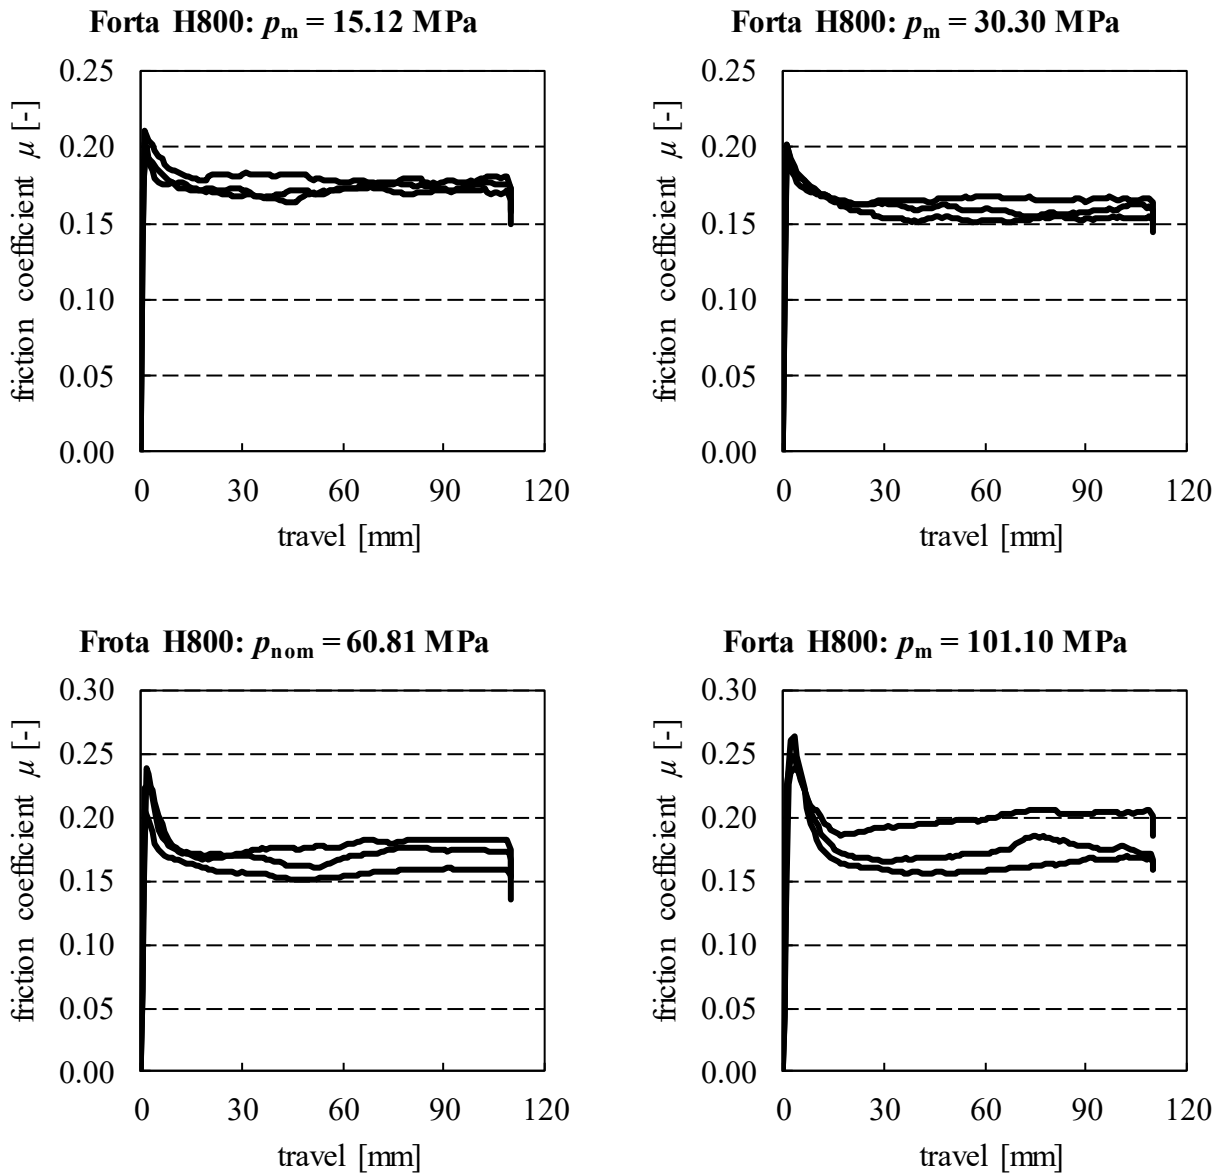 Forta H800: pm = 15.12 MPa
friction coefficient μ [-]
0.25
0.20
0.15
0.10
0.05
0.00
0 30 60 90 120
travel [mm]
Forta H800: pm = 30.30 MPa
friction coefficient μ [-]
0.25
0.20
0.15
0.10
0.05
0.00
0 30 60 90 120
travel [mm]
Frota H800: pnom = 60.81 MPa
friction coefficient μ [-]
0.30
0.25
0.20
0.15
0.10
0.05
0.00
0 30 60 90 120
travel [mm]
Forta H800: pm = 101.10 MPa
friction coefficient μ [-]
0.30
0.25
0.20
0.15
0.10
0.05
0.00
0 30 60 90 120
travel [mm]